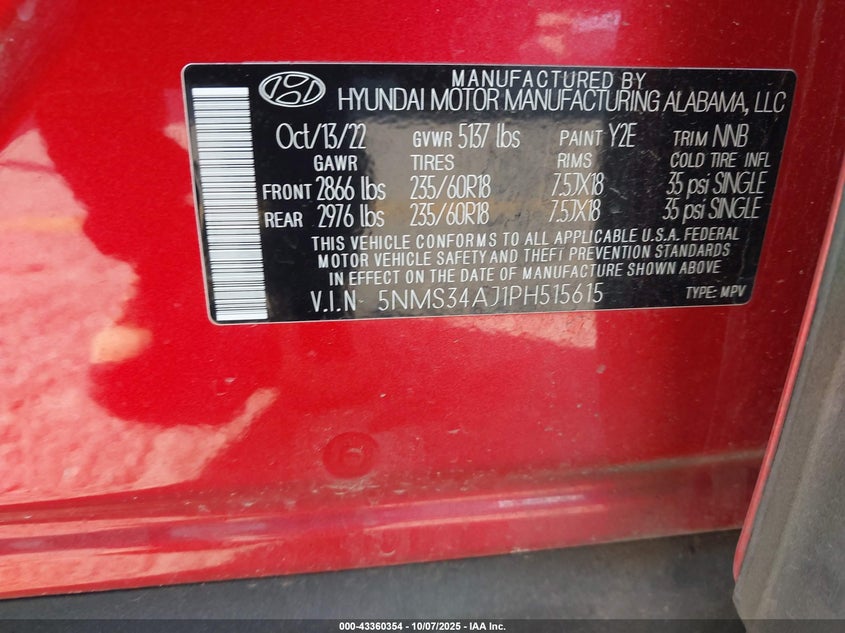 MANUFACTURED BY
HYUNDAI MOTOR MANUFACTURING ALABAMA, LLC
Oct/13/22 GVWR 5137 lbs PAINT Y2E TRIM NNB
GAWR TIRES RIMS COLD TIRE INFL
FRONT 2866 lbs 235/60R18 7.5JX18 35 psi SINGLE
REAR 2976 lbs 235/60R18 7.5JX18 35 psi SINGLE
THIS VEHICLE CONFORMS TO ALL APPLICABLE U.S.A. FEDERAL
MOTOR VEHICLE SAFETY AND THEFT PREVENTION STANDARDS
IN EFFECT ON THE DATE OF MANUFACTURE SHOWN ABOVE
V.I.N 5NMS34AJ1PH515615 TYPE: MPV
000-43360354 - 10/07/2025 - IAA Inc.